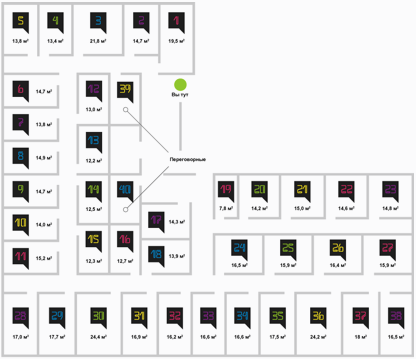 5 4 3 2 1
13,8 м² 13,4 м² 21,8 м² 14,7 м² 19,5 м²
6 14,7 м² 12 39 Вы тут
13,0 м²
7 13,8 м²
8 14,9 м² 13 Переговорные
12,2 м²
9 14,7 м² 14 40 19 20 21 22 23
12,5 м² 7,8 м² 14,2 м² 15,0 м² 14,6 м² 14,8 м²
10 14,0 м² 17 14,3 м²
11 15,2 м² 15 16 18 13,9 м² 24 25 26 27
12,3 м² 12,7 м² 16,5 м² 15,9 м² 16,4 м² 15,9 м²
28 29 30 31 32 33 34 35 36 37 38
17,0 м² 17,7 м² 24,4 м² 16,9 м² 16,2 м² 16,6 м² 16,6 м² 17,5 м² 24,2 м² 18 м² 16,5 м²